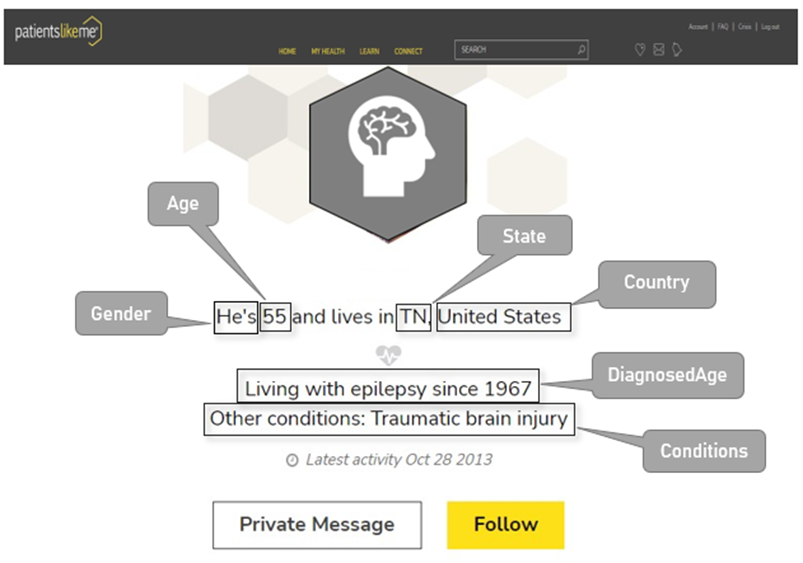 patientslikeme®
Account | FAQ | Crisis | Log out
HOME MY HEALTH LEARN CONNECT SEARCH
Age
State
Country
Gender
He's 55 and lives in TN, United States
DiagnosedAge
Living with epilepsy since 1967
Other conditions: Traumatic brain injury
Conditions
Latest activity Oct 28 2013
Private Message Follow